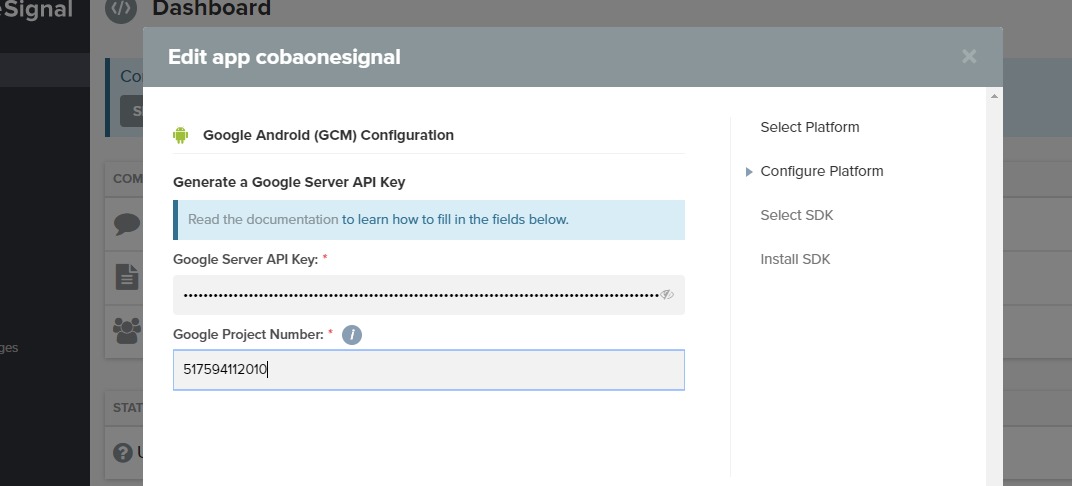 eSignal
Dashboard
Edit app cobaonesignal
Google Android (GCM) Configuration
Generate a Google Server API Key
Read the documentation to learn how to fill in the fields below.
Google Server API Key: *
Google Project Number: * i
517594112010
Select Platform
Configure Platform
Select SDK
Install SDK
Co
S
COM
ges
STAT
U